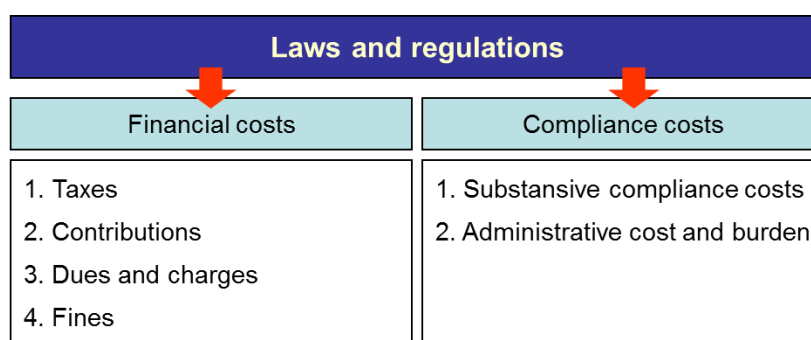 Laws and regulations
Financial costs
Compliance costs
1. Taxes
2. Contributions
3. Dues and charges
4. Fines
1. Substansive compliance costs
2. Administrative cost and burden